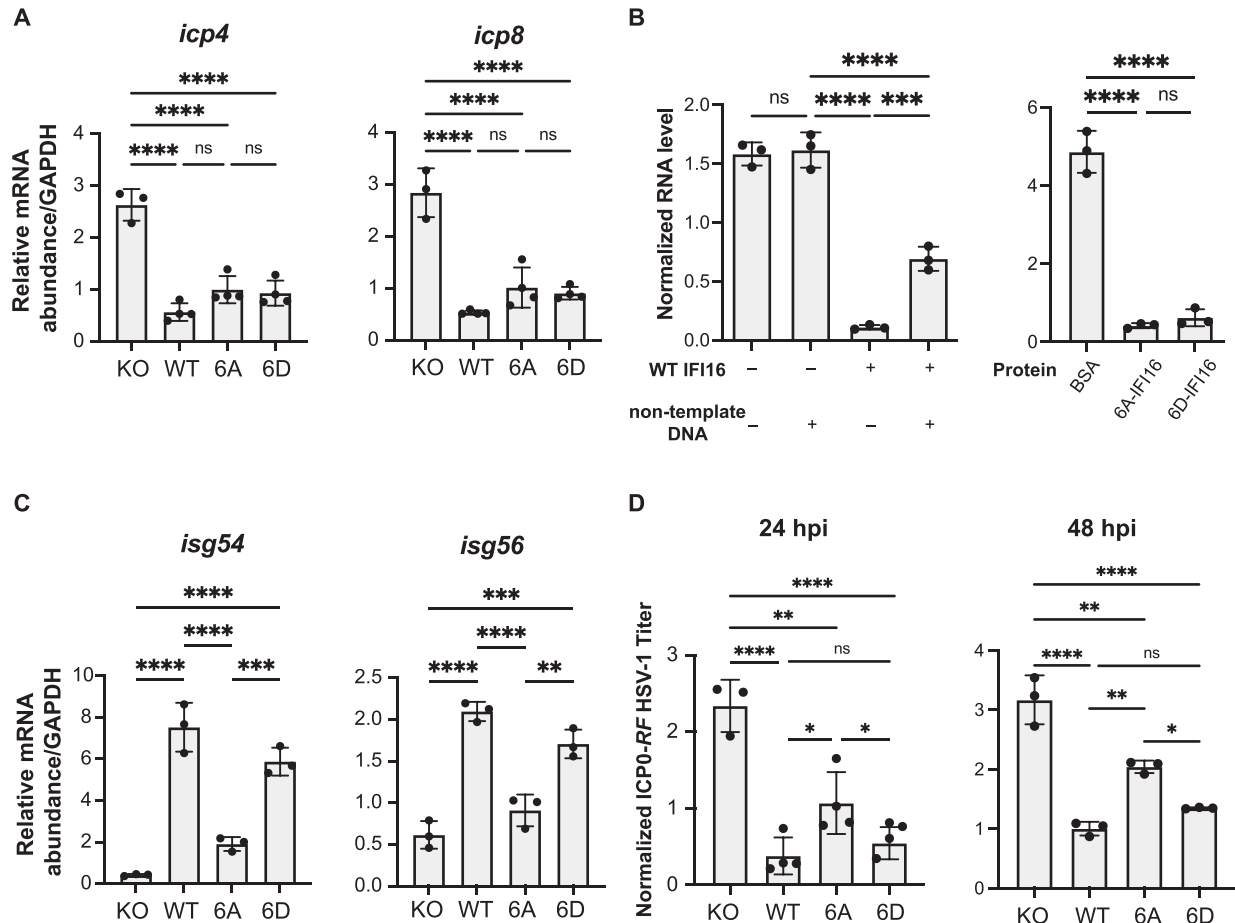 A
icp4
icp8
****
****
****
ns
ns
****
****
****
ns
ns
Relative mRNA
abundance/GAPDH
4
3
2
1
0
4
3
2
1
0
KO WT 6A 6D
KO WT 6A 6D
B
****
ns
****
***
****
****
ns
Normalized RNA level
2.0
1.5
1.0
0.5
0.0
6
4
2
0
WT IFI16 – – + +
non-template
DNA – + – +
Protein
BSA
6A-IFI16
6D-IFI16
C
isg54
isg56
****
****
****
***
***
****
****
**
Relative mRNA
abundance/GAPDH
10
8
6
4
2
0
2.5
2.0
1.5
1.0
0.5
0.0
KO WT 6A 6D
KO WT 6A 6D
D
24 hpi
48 hpi
****
**
****
ns
*
*
****
**
****
ns
**
*
Normalized ICP0-RF HSV-1 Titer
3
2
1
0
4
3
2
1
0
KO WT 6A 6D
KO WT 6A 6D